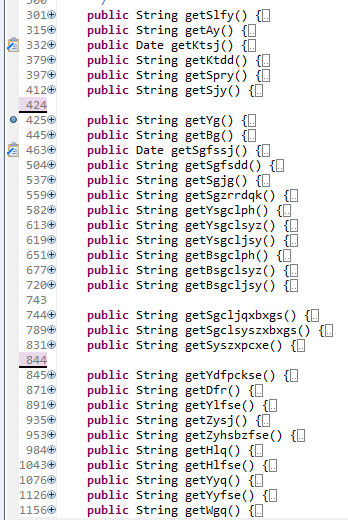 301 public String getSlfy() {
315 public String getAy() {
332 public Date getKtsj() {
379 public String getKtdd() {
397 public String getSpry() {
412 public String getSjy() {
424
425 public String getYg() {
445 public String getBg() {
463 public Date getSgfssj() {
504 public String getSgfsdd() {
537 public String getSgjg() {
559 public String getSgzrrdqk() {
582 public String getYsgclph() {
613 public String getYsgclsyz() {
619 public String getYsgcljsy() {
651 public String getBsgclph() {
677 public String getBsgclsyz() {
720 public String getBsgcljsy() {
743
744 public String getSgcljqxbxgs() {
789 public String getSgclsyszxbxgs() {
831 public String getSyszxpcxe() {
844
845 public String getYdfpckse() {
871 public String getDfr() {
891 public String getYlfse() {
935 public String getZysj() {
953 public String getZyhsbzfse() {
984 public String getHlq() {
1043 public String getHlfse() {
1076 public String getYyq() {
1126 public String getYyfse() {
1156 public String getWgq() {